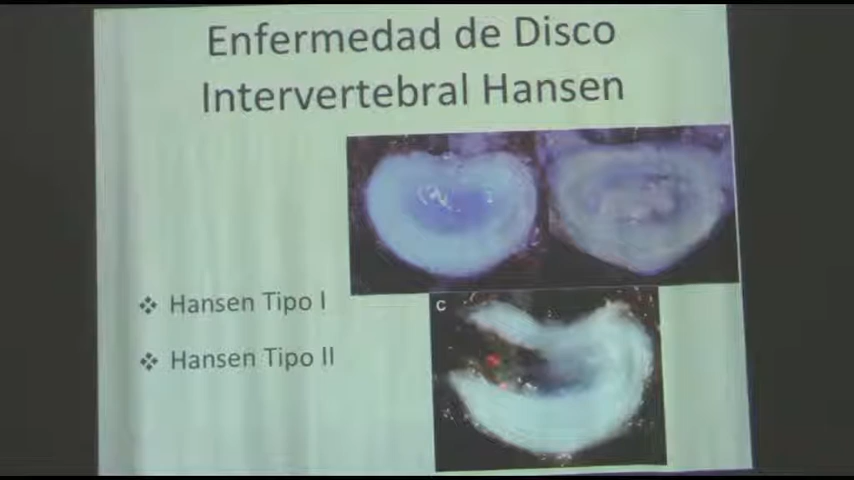 Enfermedad de Disco
Intervertebral Hansen
❖ Hansen Tipo I
❖ Hansen Tipo II
C